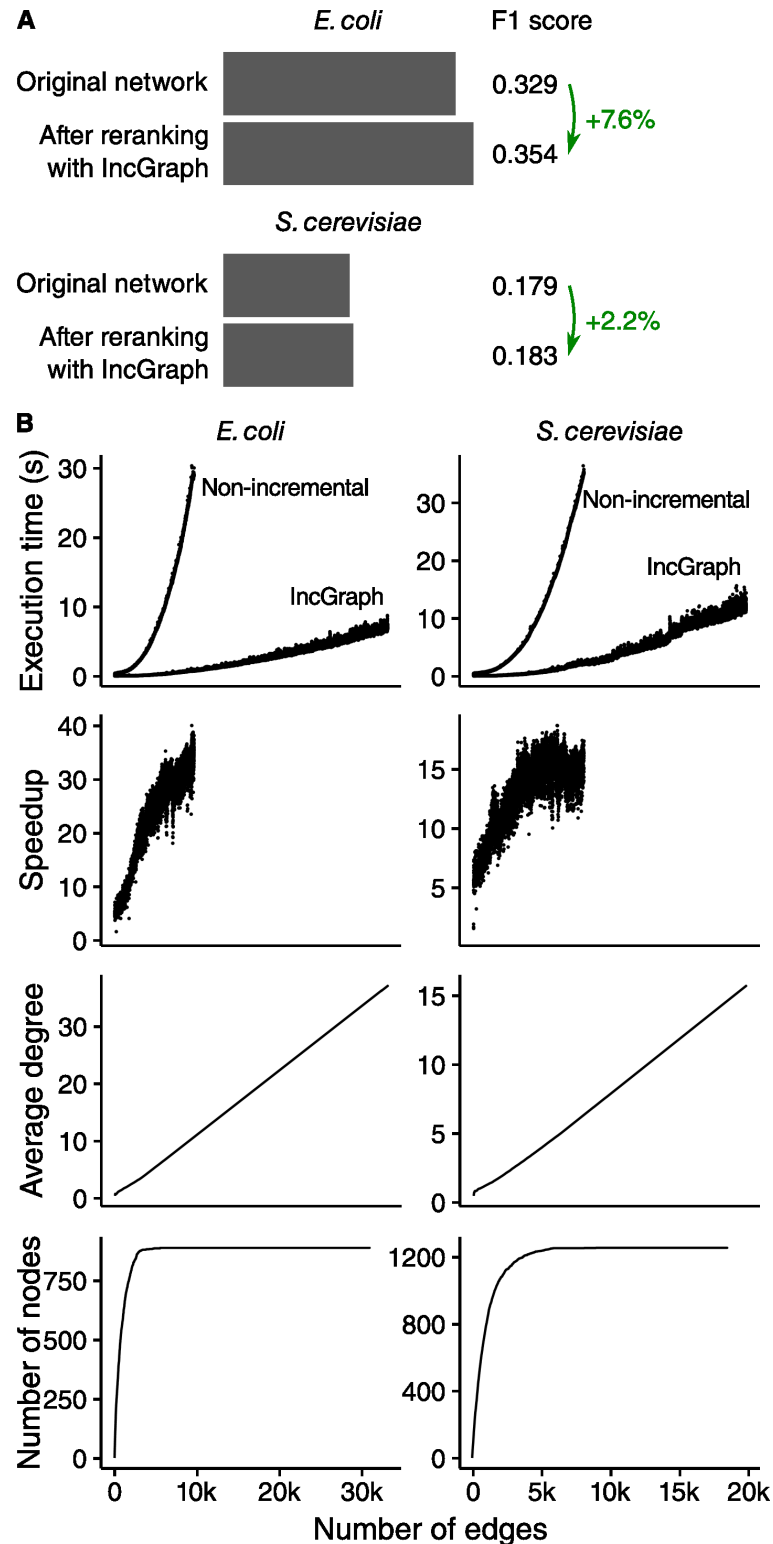 A
E. coli
F1 score
Original network
0.329
+7.6%
After reranking
with IncGraph
0.354
S. cerevisiae
Original network
0.179
+2.2%
After reranking
with IncGraph
0.183
B
E. coli
S. cerevisiae
Execution time (s)
30
20
10
0
Non-incremental
IncGraph
30
20
10
0
Non-incremental
IncGraph
Speedup
40
30
20
10
0
15
10
5
Average degree
30
20
10
0
15
10
5
0
Number of nodes
750
500
250
0
1200
800
400
0
0
10k
20k
30k
0
5k
10k
15k
20k
Number of edges